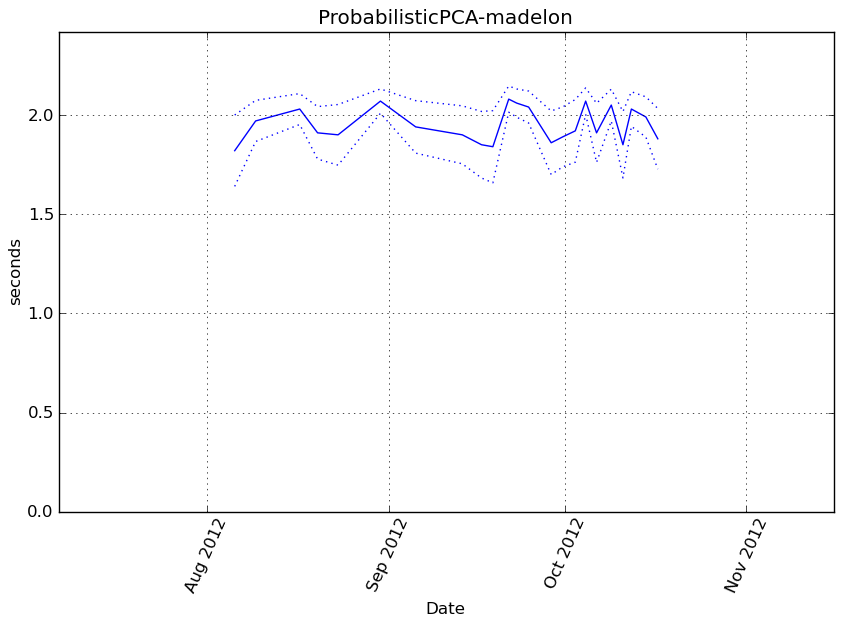 ProbabilisticPCA-madelon
2.0
1.5
1.0
0.5
0.0
seconds
Aug 2012
Sep 2012
Oct 2012
Nov 2012
Date